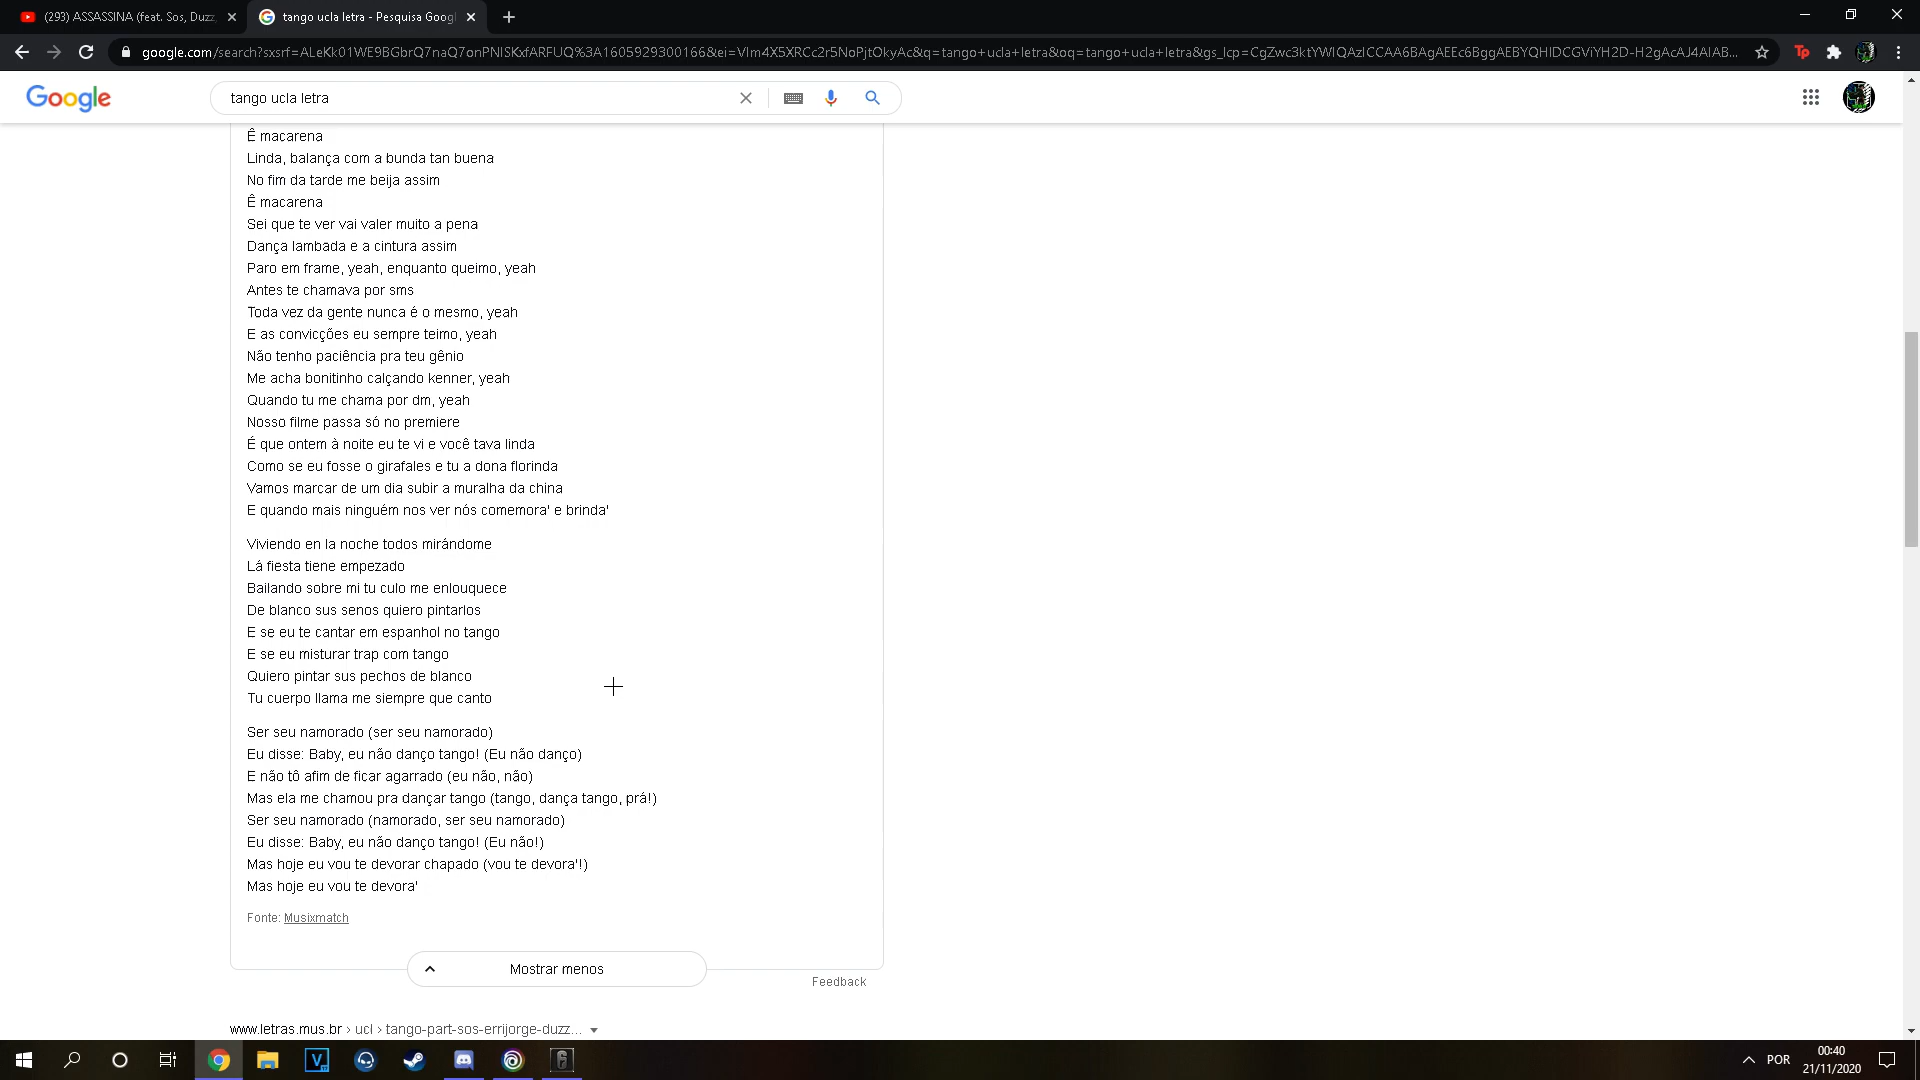 (293) ASSASSINA (feat. Sos, Duzz,
tango ucla letra - Pesquisa Googl
google.com/search?sxsrf=ALeKk01WE9BGbrQ7naQ7onPNISKxfARFUQ%3A1605929300166&ei=VIm4X5XRCc2r5NoPjtOkyAc&q=tango+ucla+letra&oq=tango+ucla+letra&gs_lcp=CgZwc3ktYWIQAzICCAA6BAgAEEc6BggAEBYQHlDCGViYH2D-H2gAcAJ4AIAB...
Tp
Google
tango ucla letra
Ê macarena
Linda, balança com a bunda tan buena
No fim da tarde me beija assim
Ê macarena
Sei que te ver vai valer muito a pena
Dança lambada e a cintura assim
Paro em frame, yeah, enquanto queimo, yeah
Antes te chamava por sms
Toda vez da gente nunca é o mesmo, yeah
E as convicções eu sempre teimo, yeah
Não tenho paciência pra teu gênio
Me acha bonitinho calçando kenner, yeah
Quando tu me chama por dm, yeah
Nosso filme passa só no premiere
É que ontem à noite eu te vi e você tava linda
Como se eu fosse o girafales e tu a dona florinda
Vamos marcar de um dia subir a muralha da china
E quando mais ninguém nos ver nós comemora' e brinda'
Viviendo en la noche todos mirándome
Lá fiesta tiene empezado
Bailando sobre mi tu culo me enlouquece
De blanco sus senos quiero pintarlos
E se eu te cantar em espanhol no tango
E se eu misturar trap com tango
Quiero pintar sus pechos de blanco
Tu cuerpo llama me siempre que canto
Ser seu namorado (ser seu namorado)
Eu disse: Baby, eu não danço tango! (Eu não danço)
E não tô afim de ficar agarrado (eu não, não)
Mas ela me chamou pra dançar tango (tango, dança tango, prá!)
Ser seu namorado (namorado, ser seu namorado)
Eu disse: Baby, eu não danço tango! (Eu não!)
Mas hoje eu vou te devorar chapado (vou te devora'!)
Mas hoje eu vou te devora'
Fonte: Musixmatch
Mostrar menos
Feedback
www.letras.mus.br › ucl › tango-part-sos-errijorge-duzz...
POR
00:40
21/11/2020